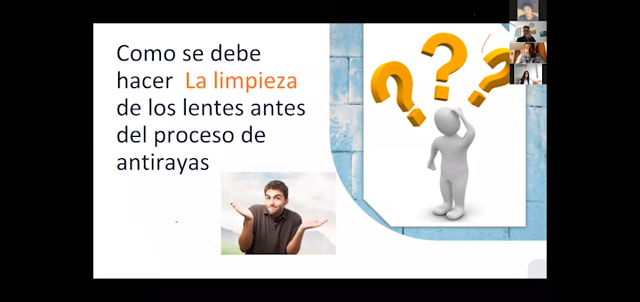 Como se debe
hacer La limpieza
de los lentes antes
del proceso de
antirayas